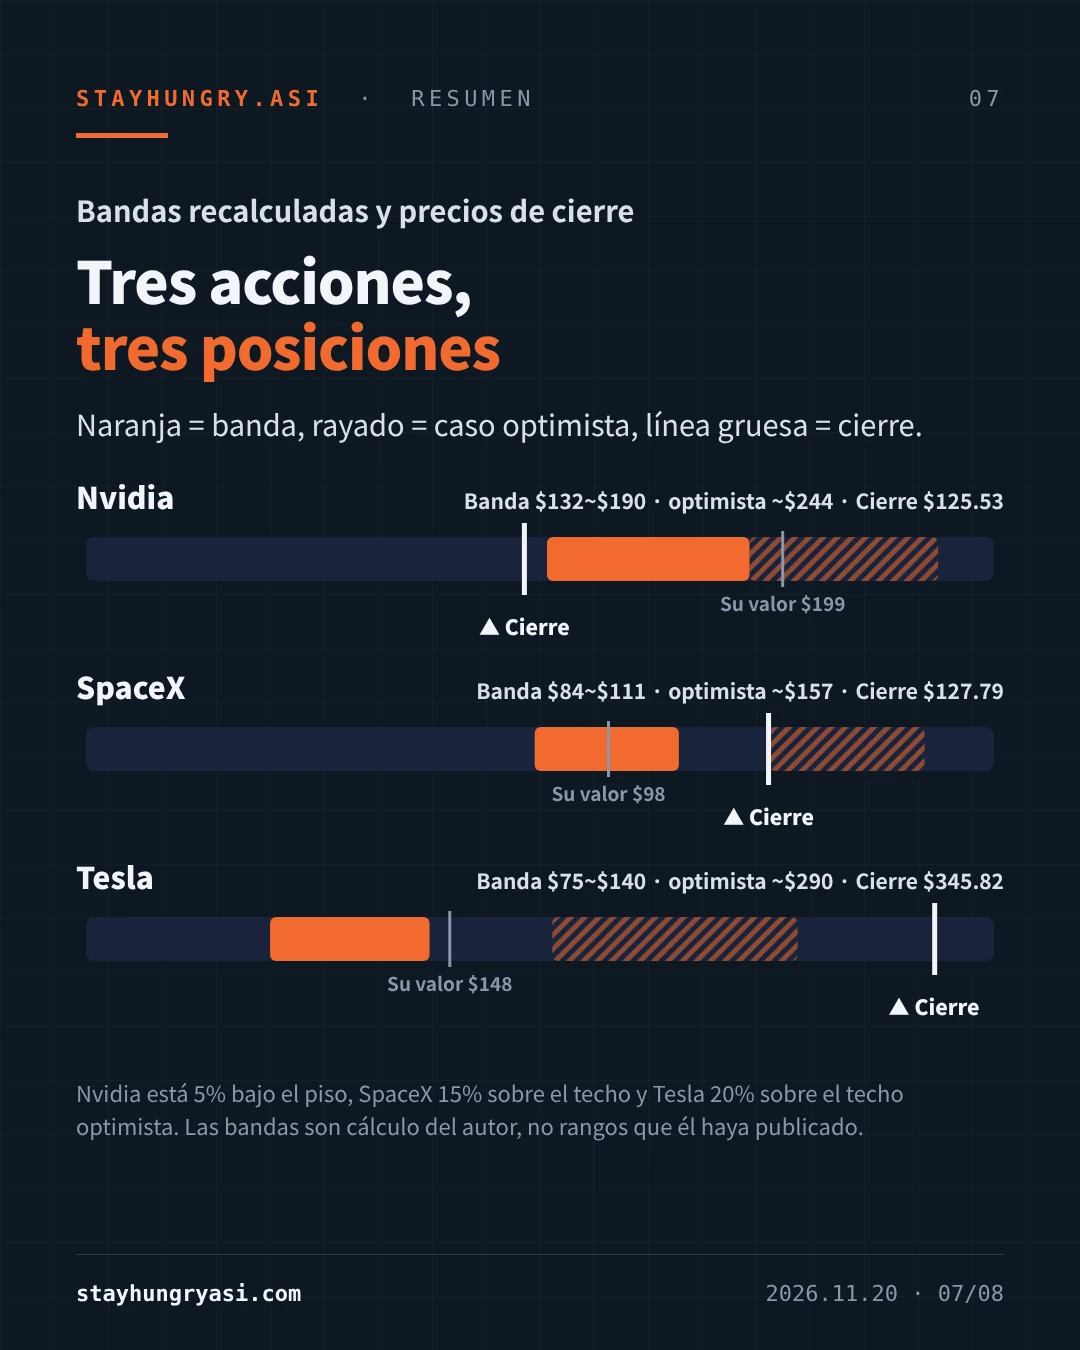 STAYHUNGRY.ASI · RESUMEN 07
Bandas recalculadas y precios de cierre
Tres acciones,
tres posiciones
Naranja = banda, rayado = caso optimista, línea gruesa = cierre.
Nvidia Banda $132~$190 · optimista ~$244 · Cierre $125.53
Su valor $199
▲ Cierre
SpaceX Banda $84~$111 · optimista ~$157 · Cierre $127.79
Su valor $98
▲ Cierre
Tesla Banda $75~$140 · optimista ~$290 · Cierre $345.82
Su valor $148
▲ Cierre
Nvidia está 5% bajo el piso, SpaceX 15% sobre el techo y Tesla 20% sobre el techo
optimista. Las bandas son cálculo del autor, no rangos que él haya publicado.
stayhungryasi.com 2026.11.20 · 07/08